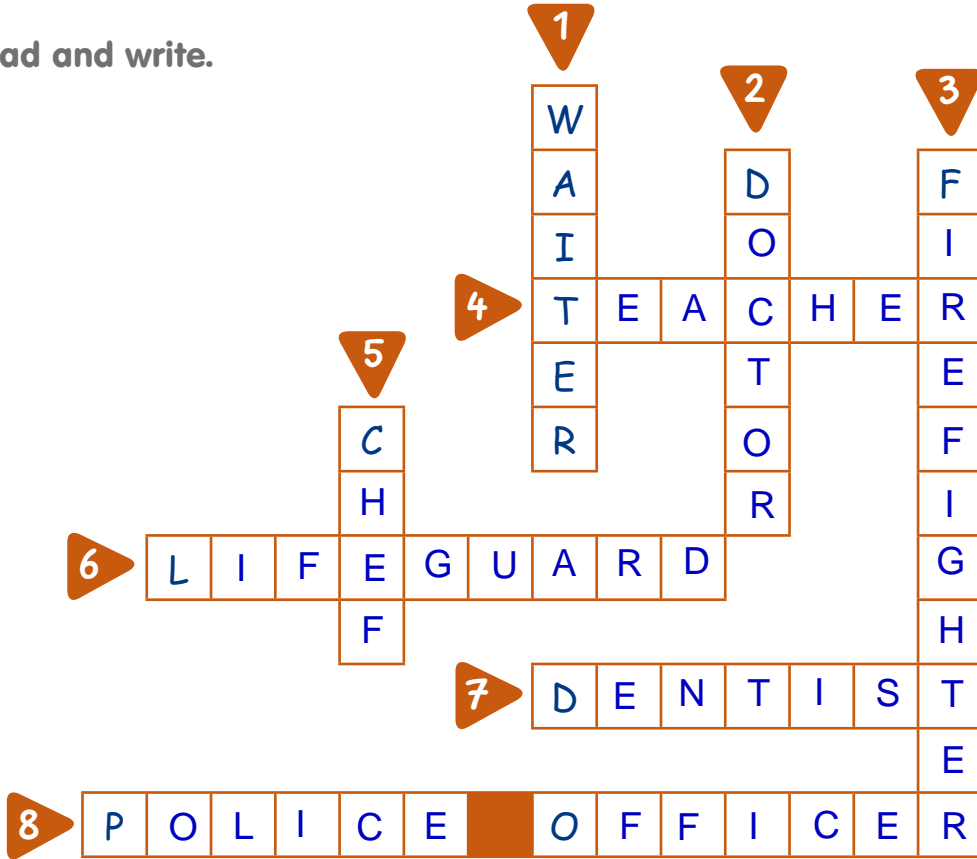 ad and write.
1
2
W
3
A D F
I O I
4 T E A C H E R
5 E T E
C R O F
H R I
6 L I F E G U A R D G
F H
7 D E N T I S T
E
8 P O L I C E O F F I C E R